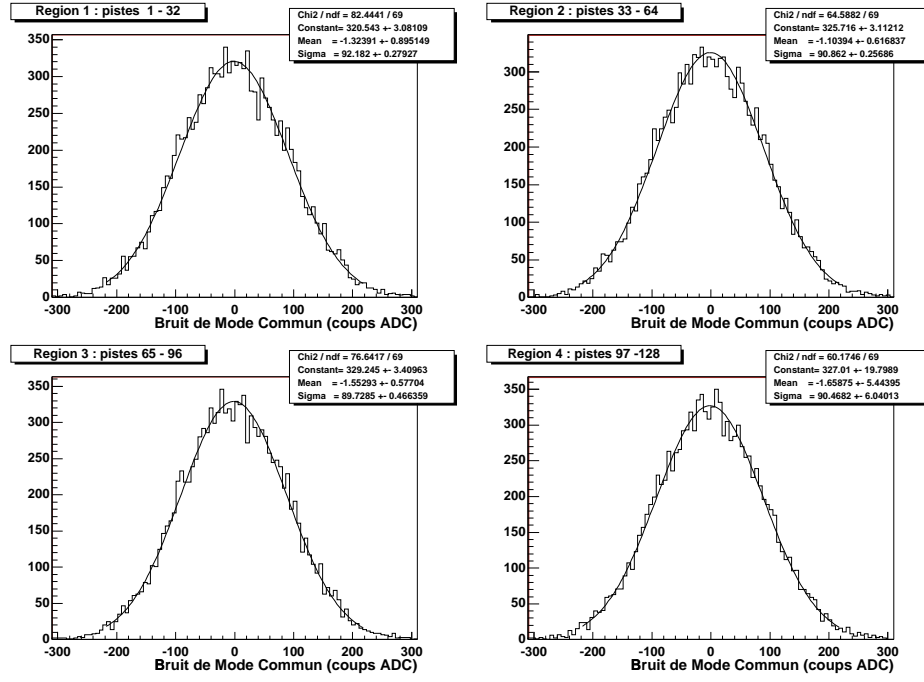 Region 1 : pistes 1 - 32
Chi2 / ndf = 82.4441 / 69
Constant= 320.543 +- 3.08109
Mean = -1.32391 +- 0.895149
Sigma = 92.182 +- 0.27927
350
300
250
200
150
100
50
0
-300 -200 -100 0 100 200 300
Bruit de Mode Commun (coups ADC)
Region 2 : pistes 33 - 64
Chi2 / ndf = 64.5882 / 69
Constant= 325.716 +- 3.11212
Mean = -1.10394 +- 0.616837
Sigma = 90.862 +- 0.25686
300
250
200
150
100
50
0
-300 -200 -100 0 100 200 300
Bruit de Mode Commun (coups ADC)
Region 3 : pistes 65 - 96
Chi2 / ndf = 76.6417 / 69
Constant= 329.245 +- 3.40963
Mean = -1.55293 +- 0.57704
Sigma = 89.7285 +- 0.466359
350
300
250
200
150
100
50
0
-300 -200 -100 0 100 200 300
Bruit de Mode Commun (coups ADC)
Region 4 : pistes 97 -128
Chi2 / ndf = 60.1746 / 69
Constant= 327.01 +- 19.7989
Mean = -1.65875 +- 5.44395
Sigma = 90.4682 +- 6.04013
350
300
250
200
150
100
50
0
-300 -200 -100 0 100 200 300
Bruit de Mode Commun (coups ADC)